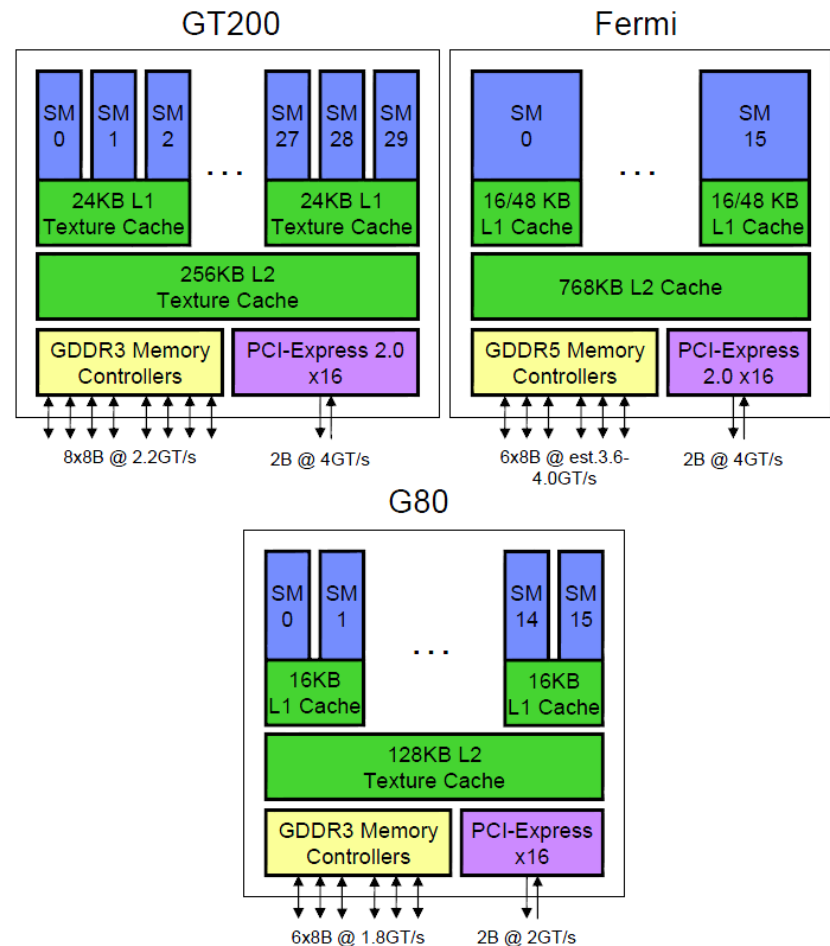 GT200
SM
0
SM
1
SM
2
...
SM
27
SM
28
SM
29
24KB L1
Texture Cache
24KB L1
Texture Cache
256KB L2
Texture Cache
GDDR3 Memory
Controllers
PCI-Express 2.0
x16
8x8B @ 2.2GT/s
2B @ 4GT/s
Fermi
SM
0
...
SM
15
16/48 KB
L1 Cache
16/48 KB
L1 Cache
768KB L2 Cache
GDDR5 Memory
Controllers
PCI-Express
2.0 x16
6x8B @ est.3.6-
4.0GT/s
2B @ 4GT/s
G80
SM
0
SM
1
...
SM
14
SM
15
16KB
L1 Cache
16KB
L1 Cache
128KB L2
Texture Cache
GDDR3 Memory
Controllers
PCI-Express
x16
6x8B @ 1.8GT/s
2B @ 2GT/s